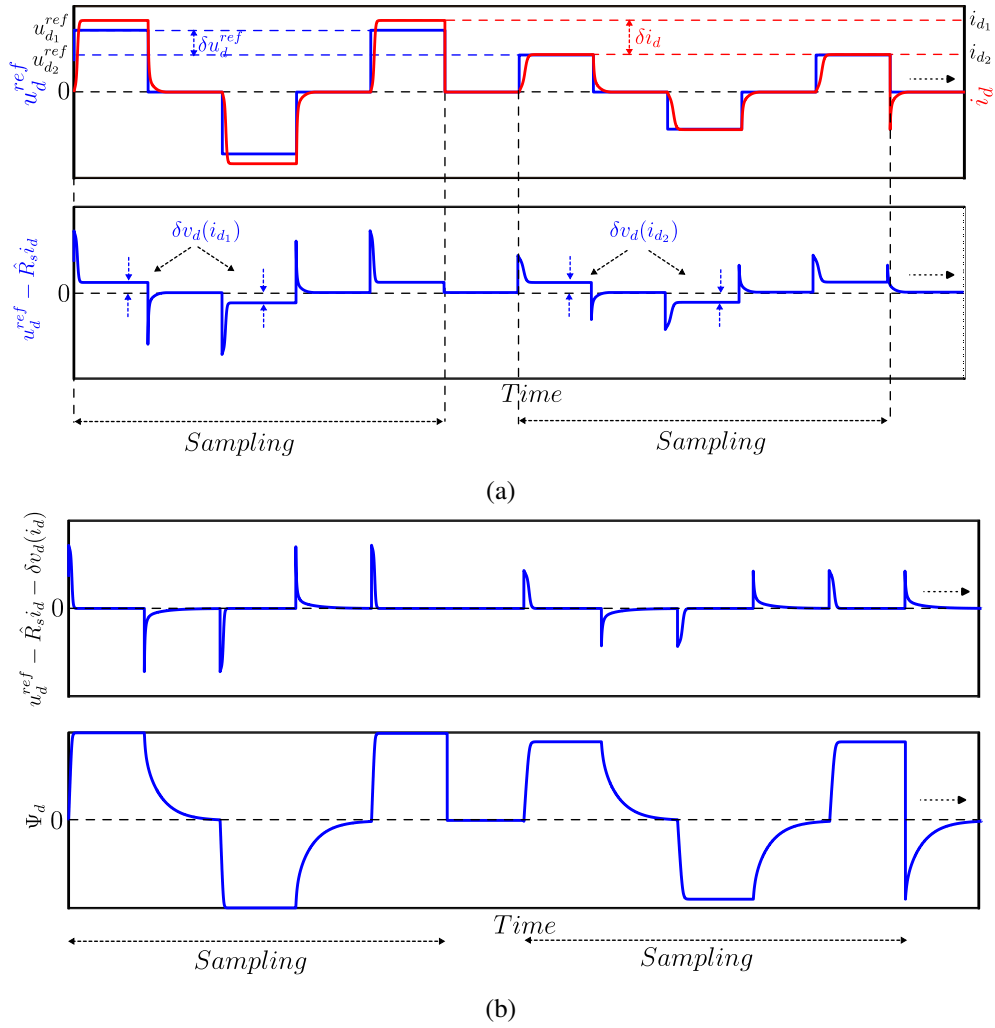 u_{d_1}^{ref}
δu_d^{ref}
δi_d
i_{d_1}
u_{d_2}^{ref}
i_{d_2}
0
u_d^{ref}
i_d
δv_d(i_{d_1})
δv_d(i_{d_2})
0
u_d^{ref} − R̂_s i_d
Time
Sampling
Sampling
(a)
u_d^{ref} − R̂_s i_d − δv_d(i_d)
0
Ψ_d
0
Time
Sampling
Sampling
(b)